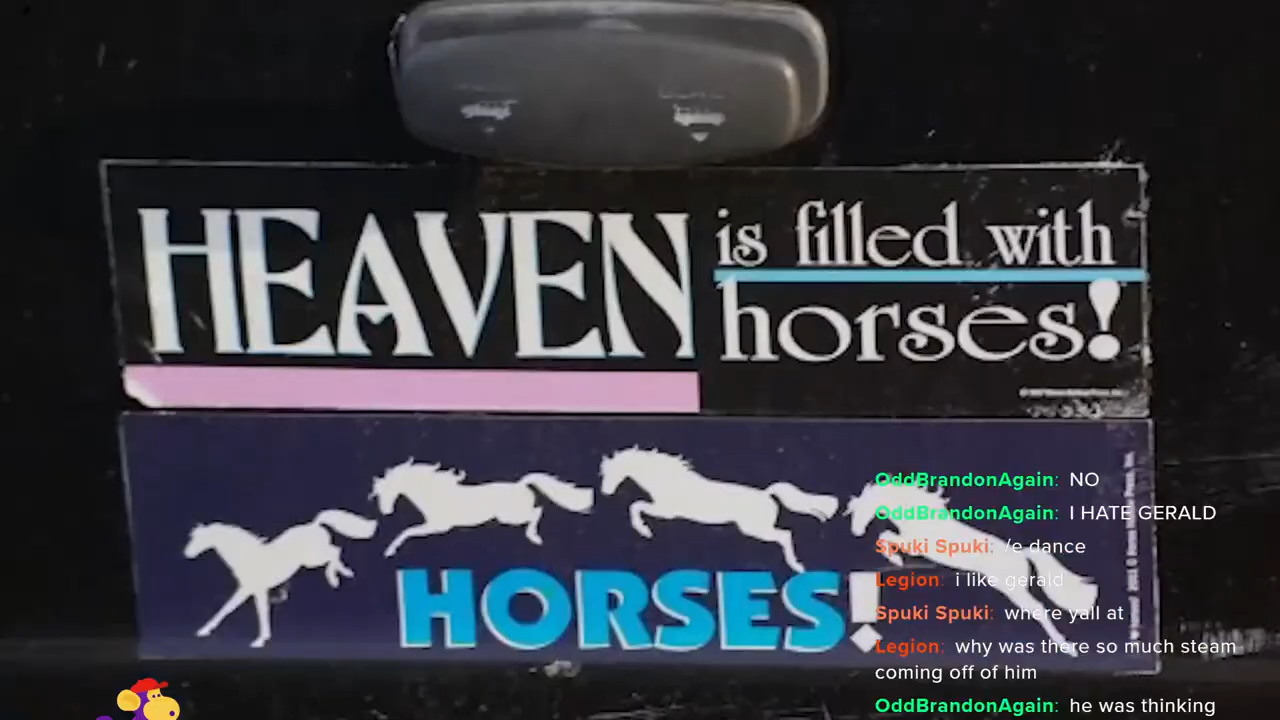 HEAVEN is filled with
horses!
HORSES!
OddBrandonAgain: NO
OddBrandonAgain: I HATE GERALD
Spuki Spuki: /e dance
Legion: i like gerald
Spuki Spuki: where yall at
Legion: why was there so much steam
coming off of him
OddBrandonAgain: he was thinking